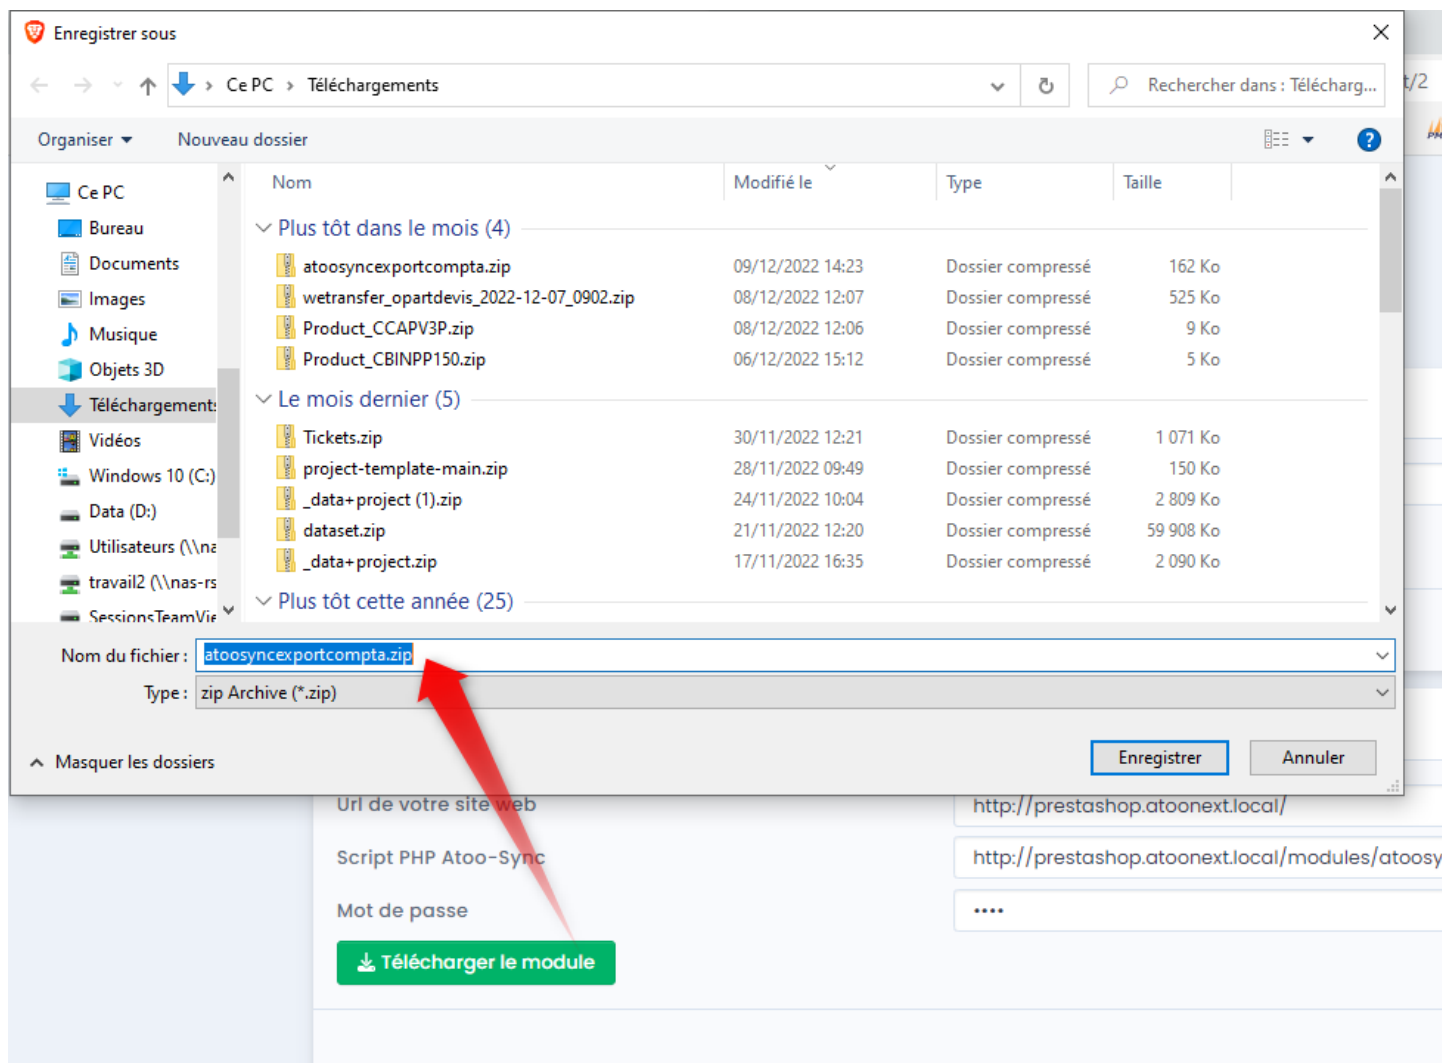 Enregistrer sous
Ce PC > Téléchargements
Rechercher dans : Télécharg...
t/2
Organiser
Nouveau dossier
PM
Nom Modifié le Type Taille
Ce PC
Bureau
Documents
Images
Musique
Objets 3D
Téléchargements
Vidéos
Windows 10 (C:)
Data (D:)
Utilisateurs (\\na
travail2 (\\nas-rs
SessionsTeamVie
Plus tôt dans le mois (4)
atoosyncexportcompta.zip 09/12/2022 14:23 Dossier compressé 162 Ko
wetransfer_opartdevis_2022-12-07_0902.zip 08/12/2022 12:07 Dossier compressé 525 Ko
Product_CCAPV3P.zip 08/12/2022 12:06 Dossier compressé 9 Ko
Product_CBINPP150.zip 06/12/2022 15:12 Dossier compressé 5 Ko
Le mois dernier (5)
Tickets.zip 30/11/2022 12:21 Dossier compressé 1 071 Ko
project-template-main.zip 28/11/2022 09:49 Dossier compressé 150 Ko
_data+project (1).zip 24/11/2022 10:04 Dossier compressé 2 809 Ko
dataset.zip 21/11/2022 12:20 Dossier compressé 59 908 Ko
_data+project.zip 17/11/2022 16:35 Dossier compressé 2 090 Ko
Plus tôt cette année (25)
Nom du fichier : atoosyncexportcompta.zip
Type : zip Archive (*.zip)
Masquer les dossiers
Enregistrer
Annuler
Url de votre site web
http://prestashop.atoonext.local/
Script PHP Atoo-Sync
http://prestashop.atoonext.local/modules/atoosy
Mot de passe
••••
Télécharger le module